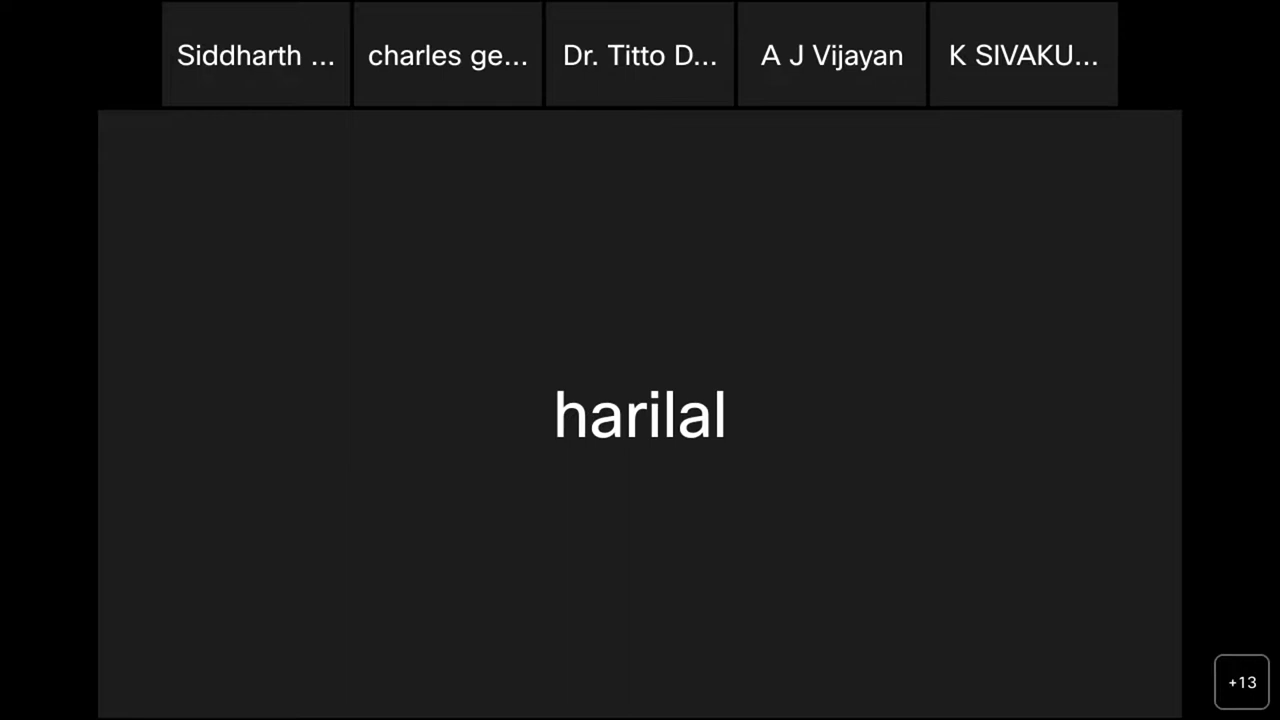 Siddharth ...
charles ge...
Dr. Titto D...
A J Vijayan
K SIVAKU...
harilal
+13